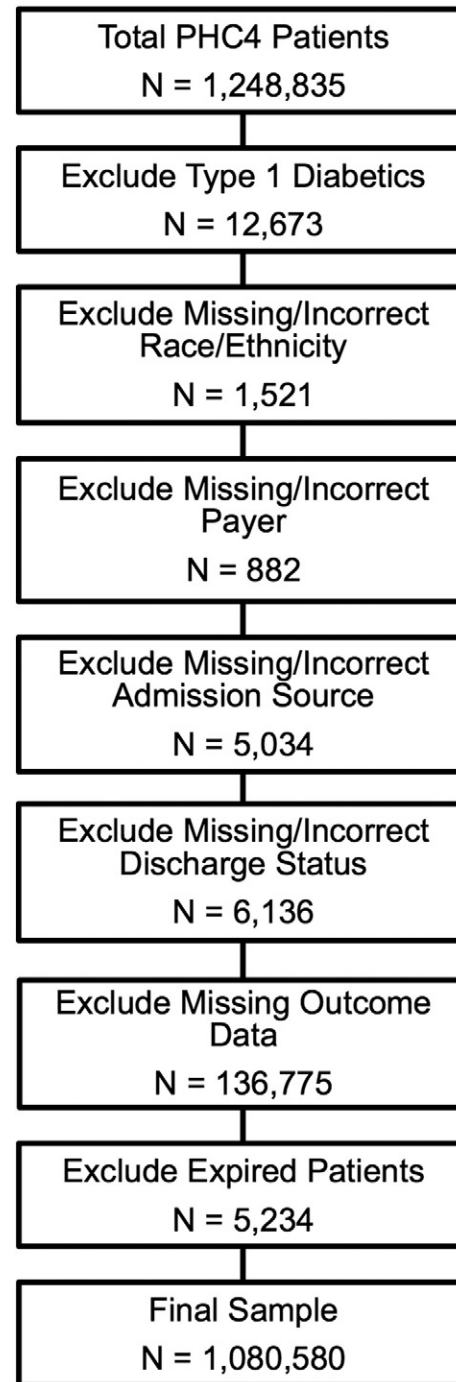 Total PHC4 Patients
N = 1,248,835
Exclude Type 1 Diabetics
N = 12,673
Exclude Missing/Incorrect
Race/Ethnicity
N = 1,521
Exclude Missing/Incorrect
Payer
N = 882
Exclude Missing/Incorrect
Admission Source
N = 5,034
Exclude Missing/Incorrect
Discharge Status
N = 6,136
Exclude Missing Outcome
Data
N = 136,775
Exclude Expired Patients
N = 5,234
Final Sample
N = 1,080,580